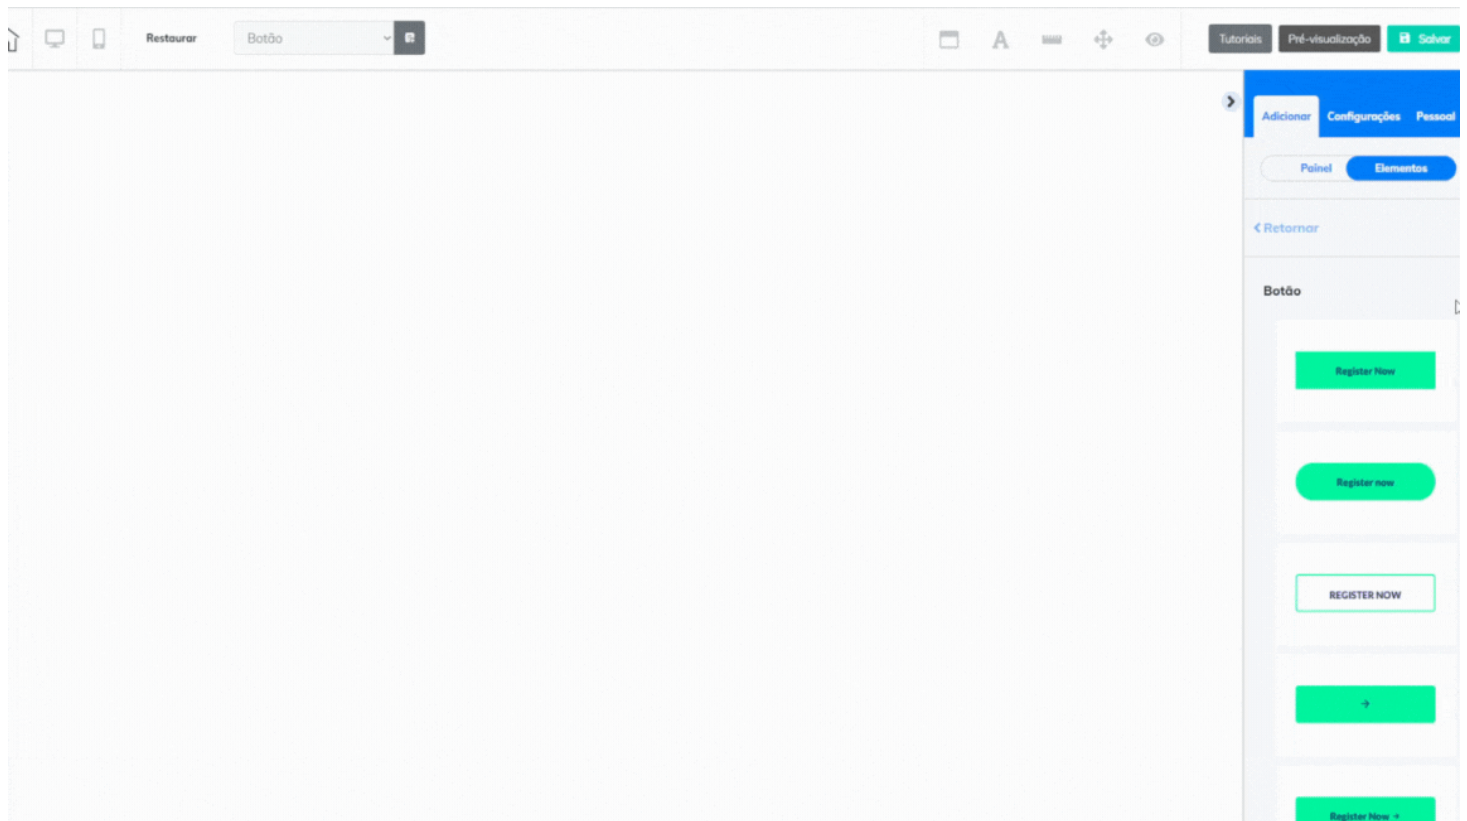 Restaurar
Botão
A
Tutoriais
Pré-visualização
Salvar
Adicionar
Configurações
Pessoal
Painel
Elementos
Retornar
Botão
Register Now
Register now
REGISTER NOW
→
Register Now →